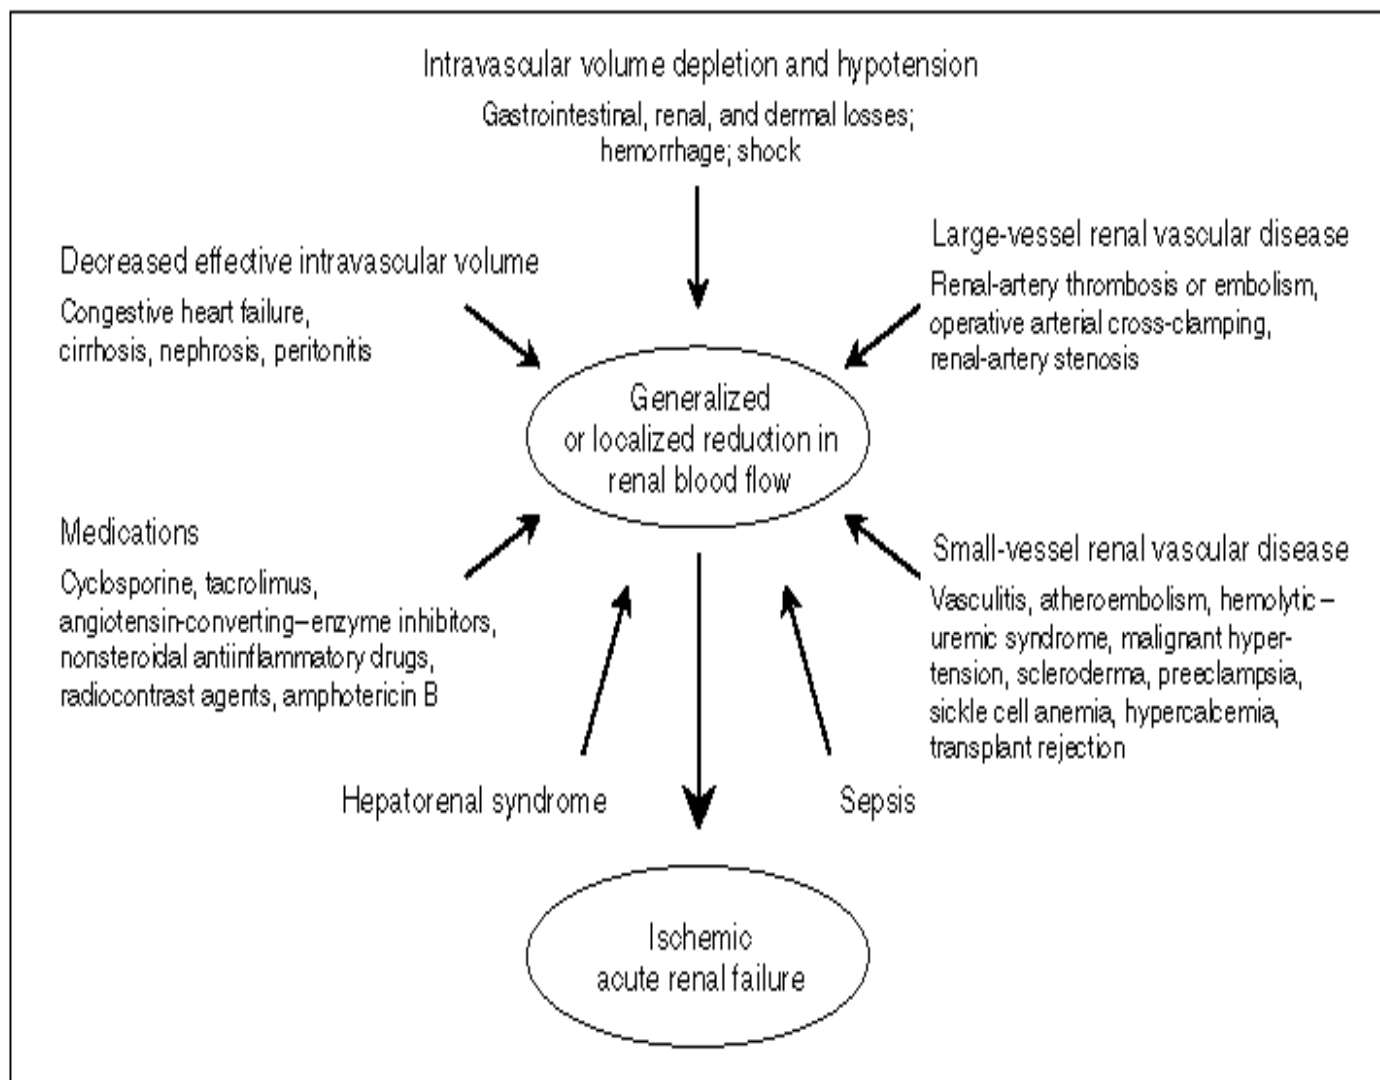 Intravascular volume depletion and hypotension
Gastrointestinal, renal, and dermal losses;
hemorrhage; shock
Decreased effective intravascular volume
Congestive heart failure,
cirrhosis, nephrosis, peritonitis
Large-vessel renal vascular disease
Renal-artery thrombosis or embolism,
operative arterial cross-clamping,
renal-artery stenosis
Generalized
or localized reduction in
renal blood flow
Medications
Cyclosporine, tacrolimus,
angiotensin-converting–enzyme inhibitors,
nonsteroidal antiinflammatory drugs,
radiocontrast agents, amphotericin B
Small-vessel renal vascular disease
Vasculitis, atheroembolism, hemolytic–
uremic syndrome, malignant hyper-
tension, scleroderma, preeclampsia,
sickle cell anemia, hypercalcemia,
transplant rejection
Hepatorenal syndrome
Sepsis
Ischemic
acute renal failure